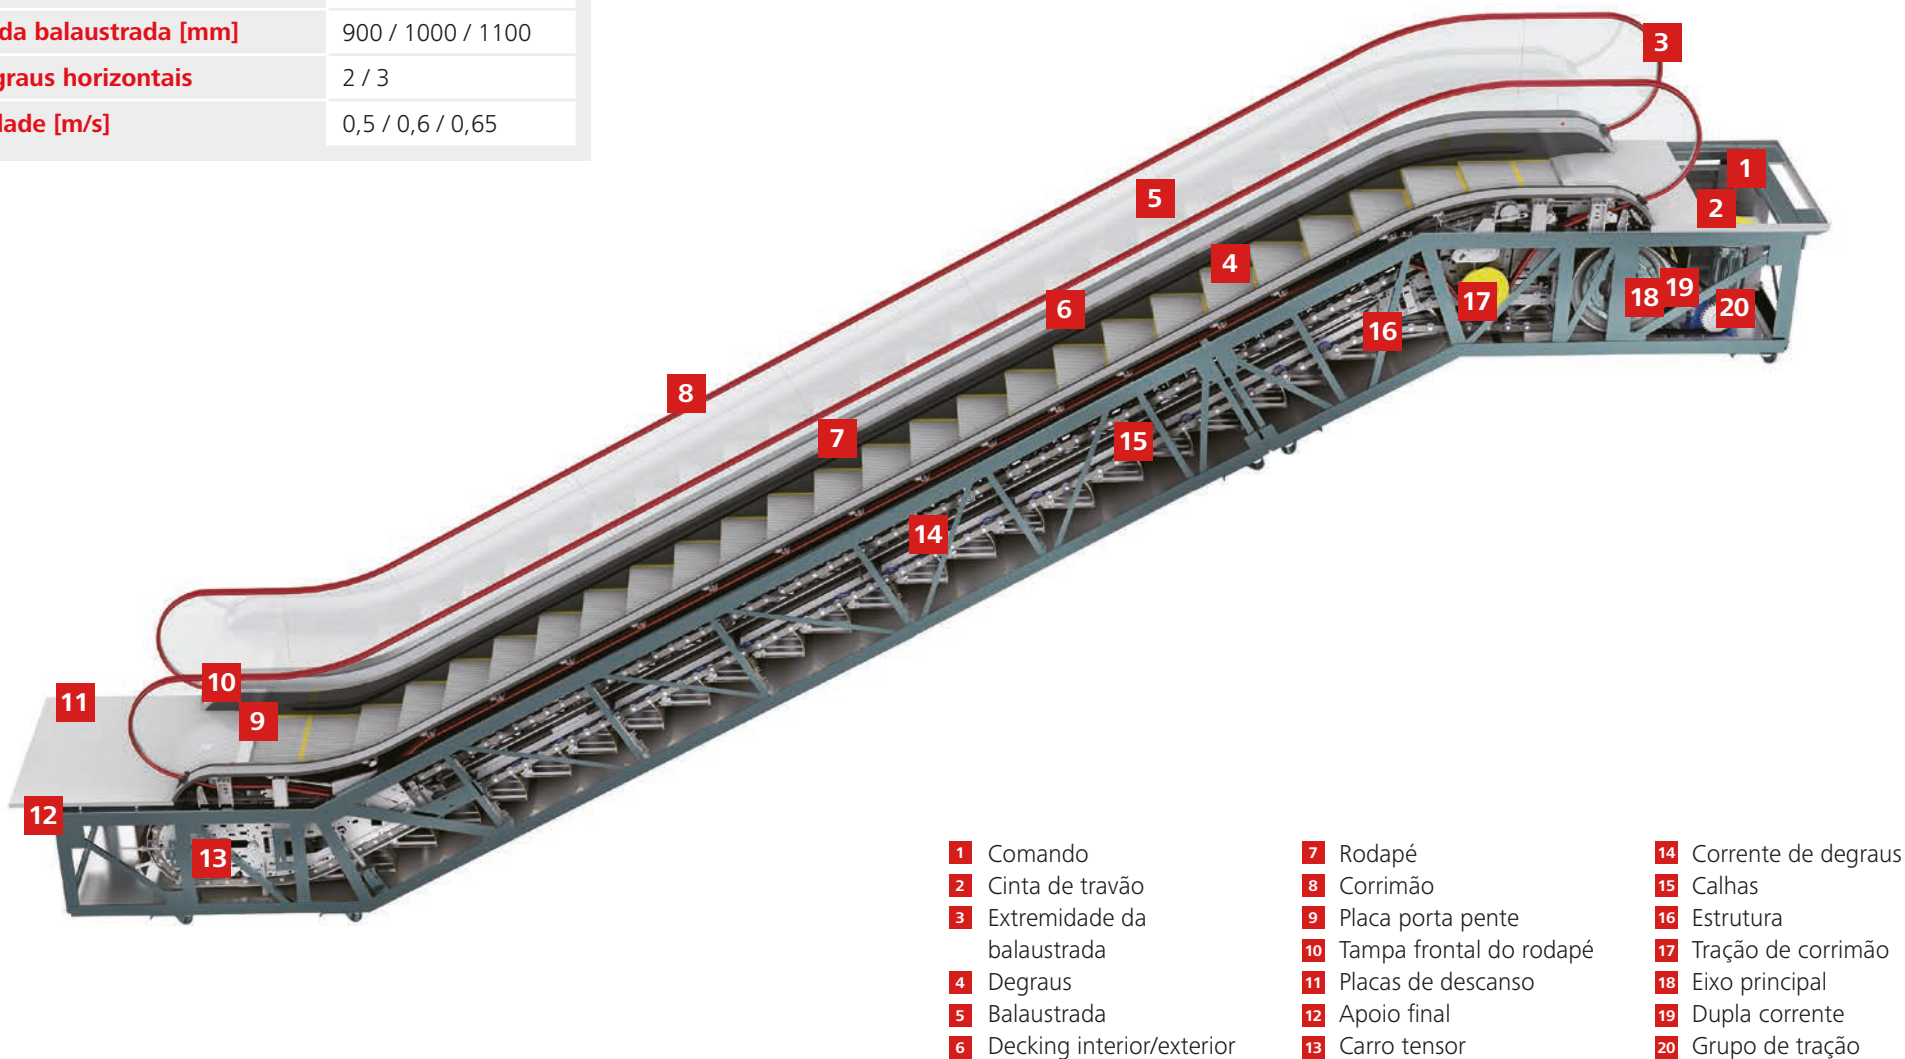 da balaustrada [mm] 900 / 1000 / 1100
graus horizontais 2 / 3
dade [m/s] 0,5 / 0,6 / 0,65
3
1
5
2
4
19
18
17
6
20
16
8
7
15
14
10
11
9
12
13
1 Comando
2 Cinta de travão
3 Extremidade da
balaustrada
4 Degraus
5 Balaustrada
6 Decking interior/exterior
7 Rodapé
8 Corrimão
9 Placa porta pente
10 Tampa frontal do rodapé
11 Placas de descanso
12 Apoio final
13 Carro tensor
14 Corrente de degraus
15 Calhas
16 Estrutura
17 Tração de corrimão
18 Eixo principal
19 Dupla corrente
20 Grupo de tração